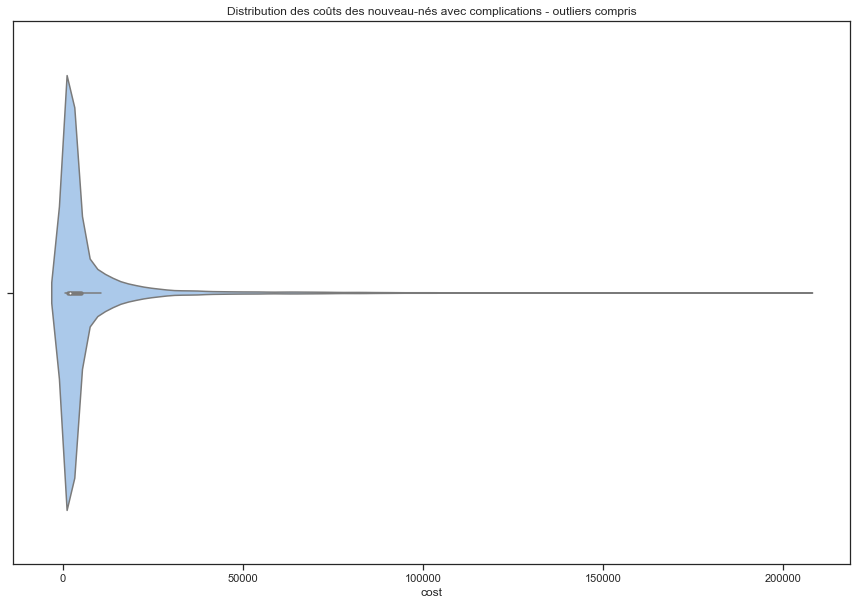 Distribution des coûts des nouveau-nés avec complications - outliers compris
0 50000 100000 150000 200000
cost